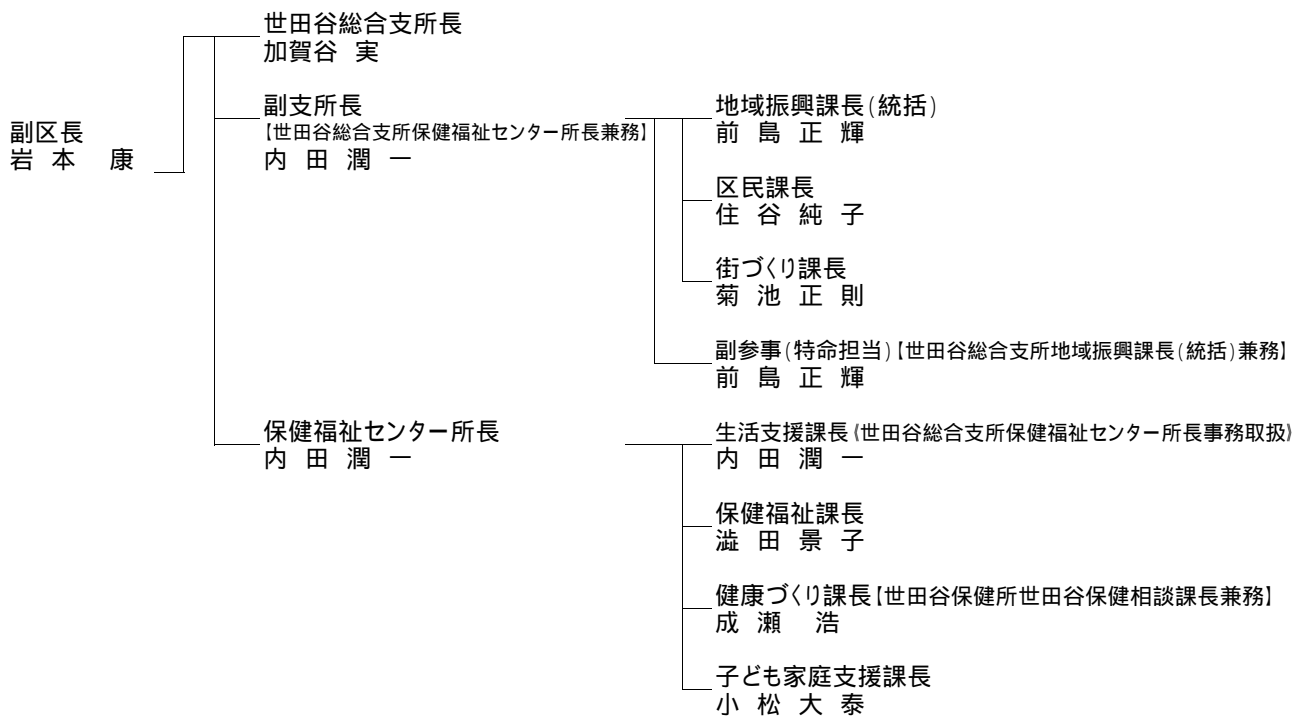 世田谷総合支所長
加賀谷 実
副区長
岩本 康
副支所長
【世田谷総合支所保健福祉センター所長兼務】
内田潤一
地域振興課長(統括)
前島正輝
区民課長
住谷純子
街づくり課長
菊池正則
副参事(特命担当)【世田谷総合支所地域振興課長(統括)兼務】
前島正輝
保健福祉センター所長
内田潤一
生活支援課長《世田谷総合支所保健福祉センター所長事務取扱》
内田潤一
保健福祉課長
澁田景子
健康づくり課長【世田谷保健所世田谷保健相談課長兼務】
成瀬 浩
子ども家庭支援課長
小松大泰